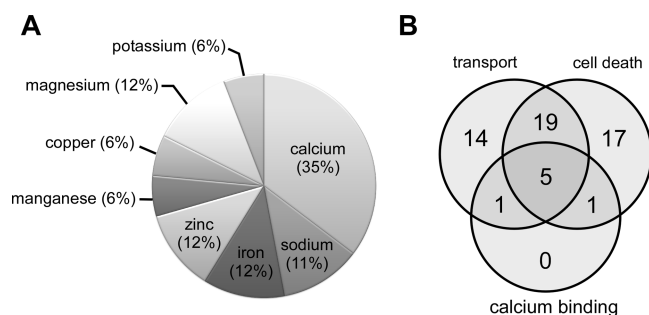 A
potassium (6%)
magnesium (12%)
copper (6%)
manganese (6%)
zinc
(12%)
iron
(12%)
sodium
(11%)
calcium
(35%)
B
transport
cell death
14
19
17
5
1
1
0
calcium binding